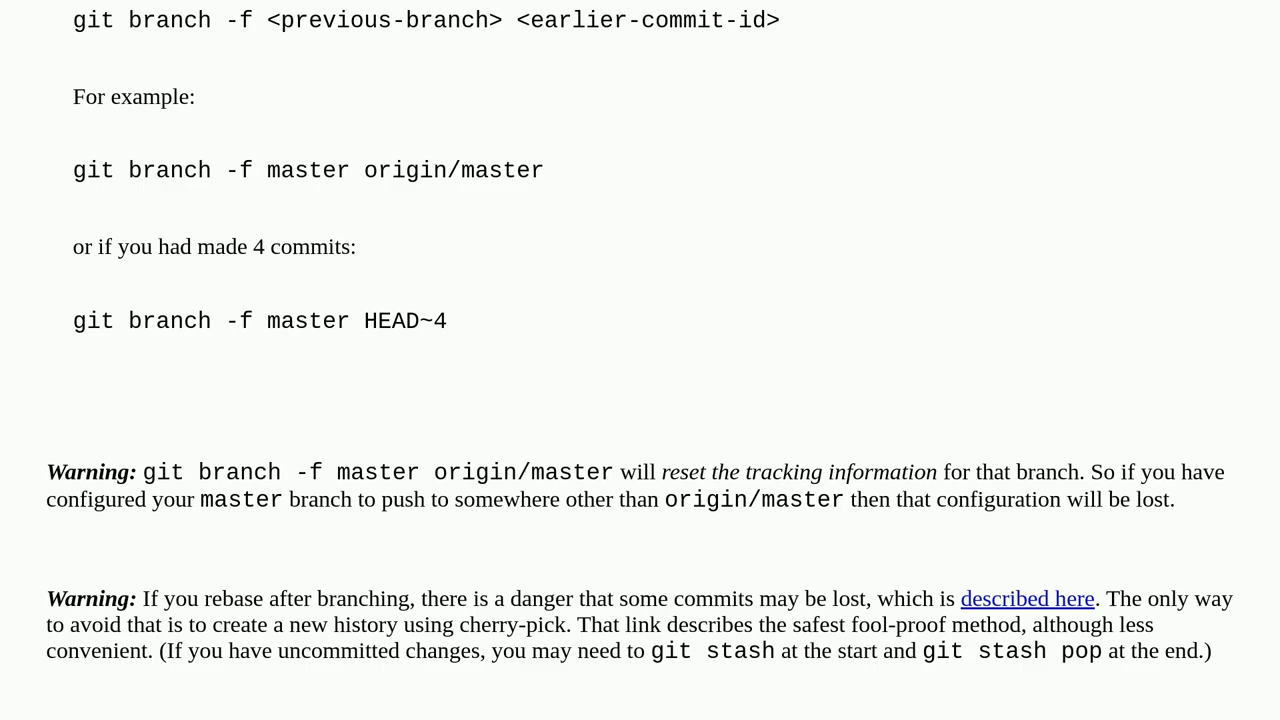 git branch -f <previous-branch> <earlier-commit-id>
For example:
git branch -f master origin/master
or if you had made 4 commits:
git branch -f master HEAD~4
Warning: git branch -f master origin/master will reset the tracking information for that branch. So if you have
configured your master branch to push to somewhere other than origin/master then that configuration will be lost.
Warning: If you rebase after branching, there is a danger that some commits may be lost, which is described here. The only way
to avoid that is to create a new history using cherry-pick. That link describes the safest fool-proof method, although less
convenient. (If you have uncommitted changes, you may need to git stash at the start and git stash pop at the end.)